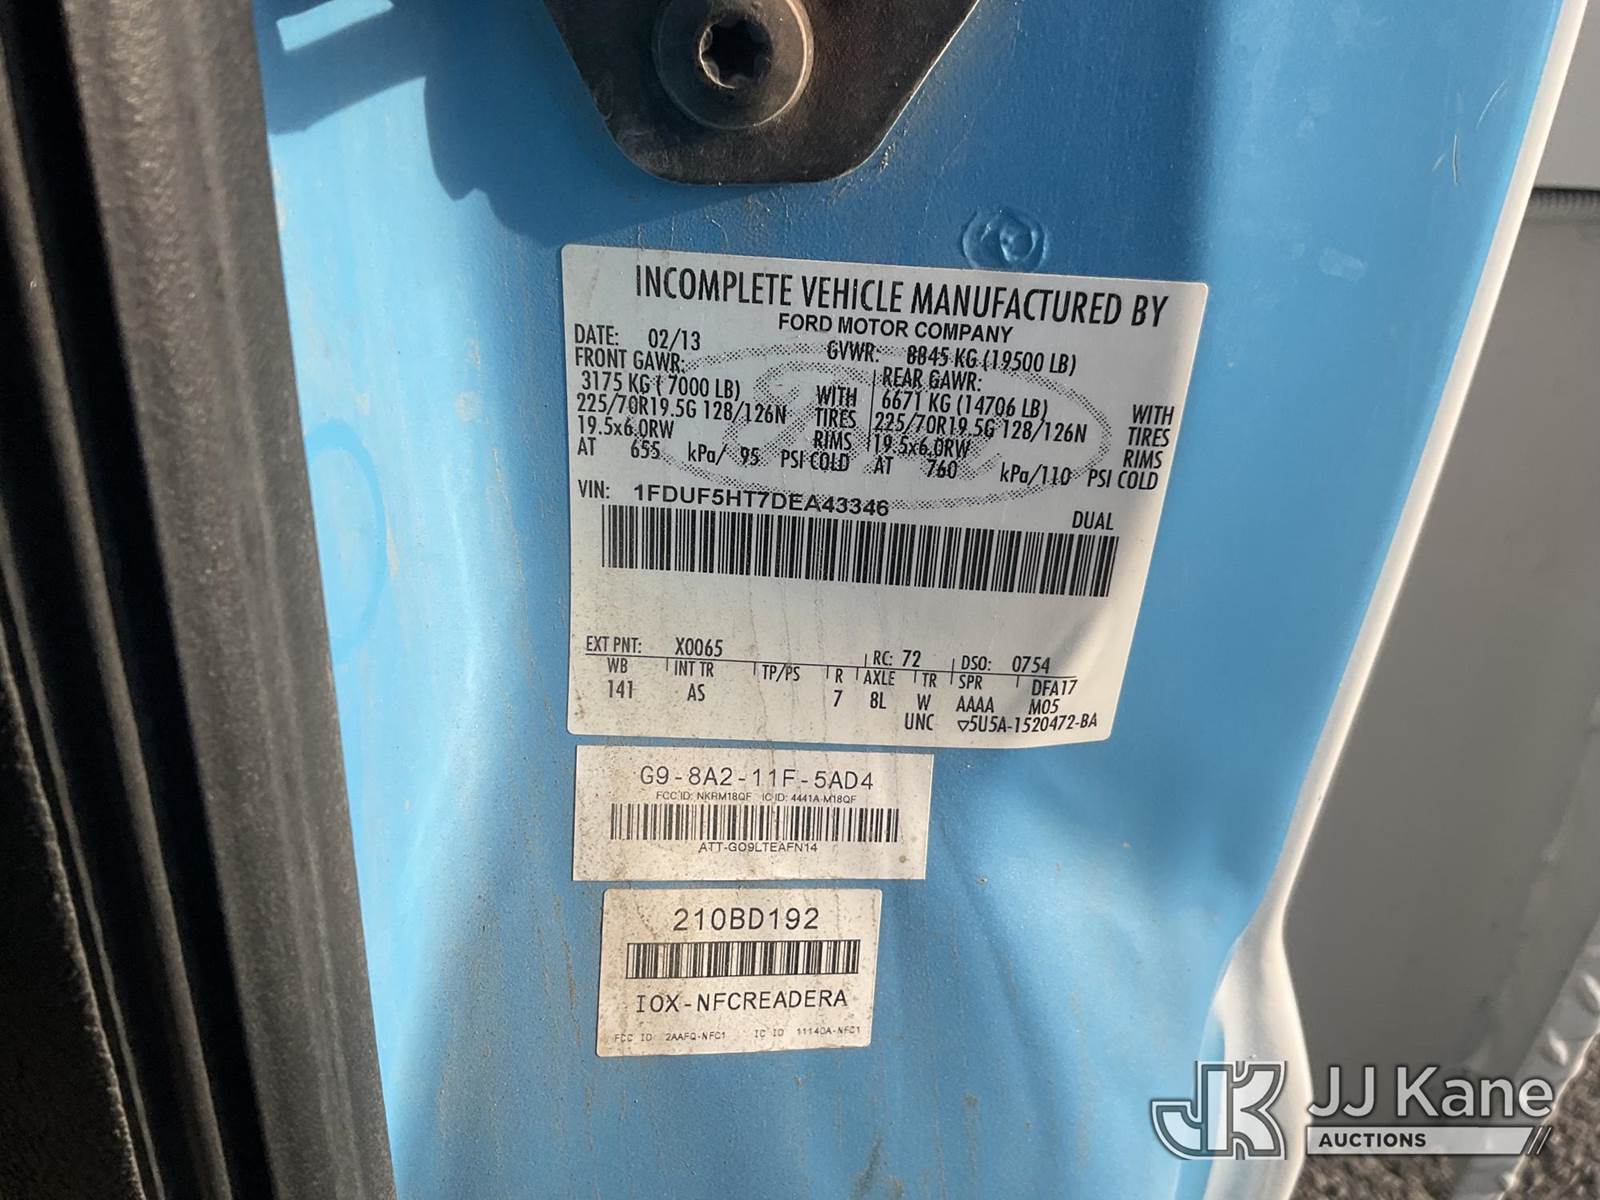 INCOMPLETE VEHICLE MANUFACTURED BY
FORD MOTOR COMPANY
DATE: 02/13 GVWR: 8845 KG (19500 LB)
FRONT GAWR: REAR GAWR:
3175 KG ( 7000 LB) WITH 6671 KG (14706 LB) WITH
225/70R19.5G 128/126N TIRES 225/70R19.5G 128/126N TIRES
19.5x6.0RW RIMS 19.5x6.0RW RIMS
AT 655 kPa/ 95 PSI COLD AT 760 kPa/110 PSI COLD
VIN: 1FDUF5HT7DEA43346
DUAL
EXT PNT: X0065 RC: 72 DSO: 0754
WB INT TR TP/PS R AXLE TR SPR DFA17
141 AS 7 8L W AAAA M05
UNC ▽5U5A-1520472-BA
G9-8A2-11F-5AD4
FCC ID: NKRM18QF IC ID: 4441A-M18QF
ATT-GO9LTEAFN14
210BD192
IOX-NFCREADERA
FCC ID 2AAFQ-NFC1 IC ID 11140A-NFC1
JK JJ Kane
AUCTIONS